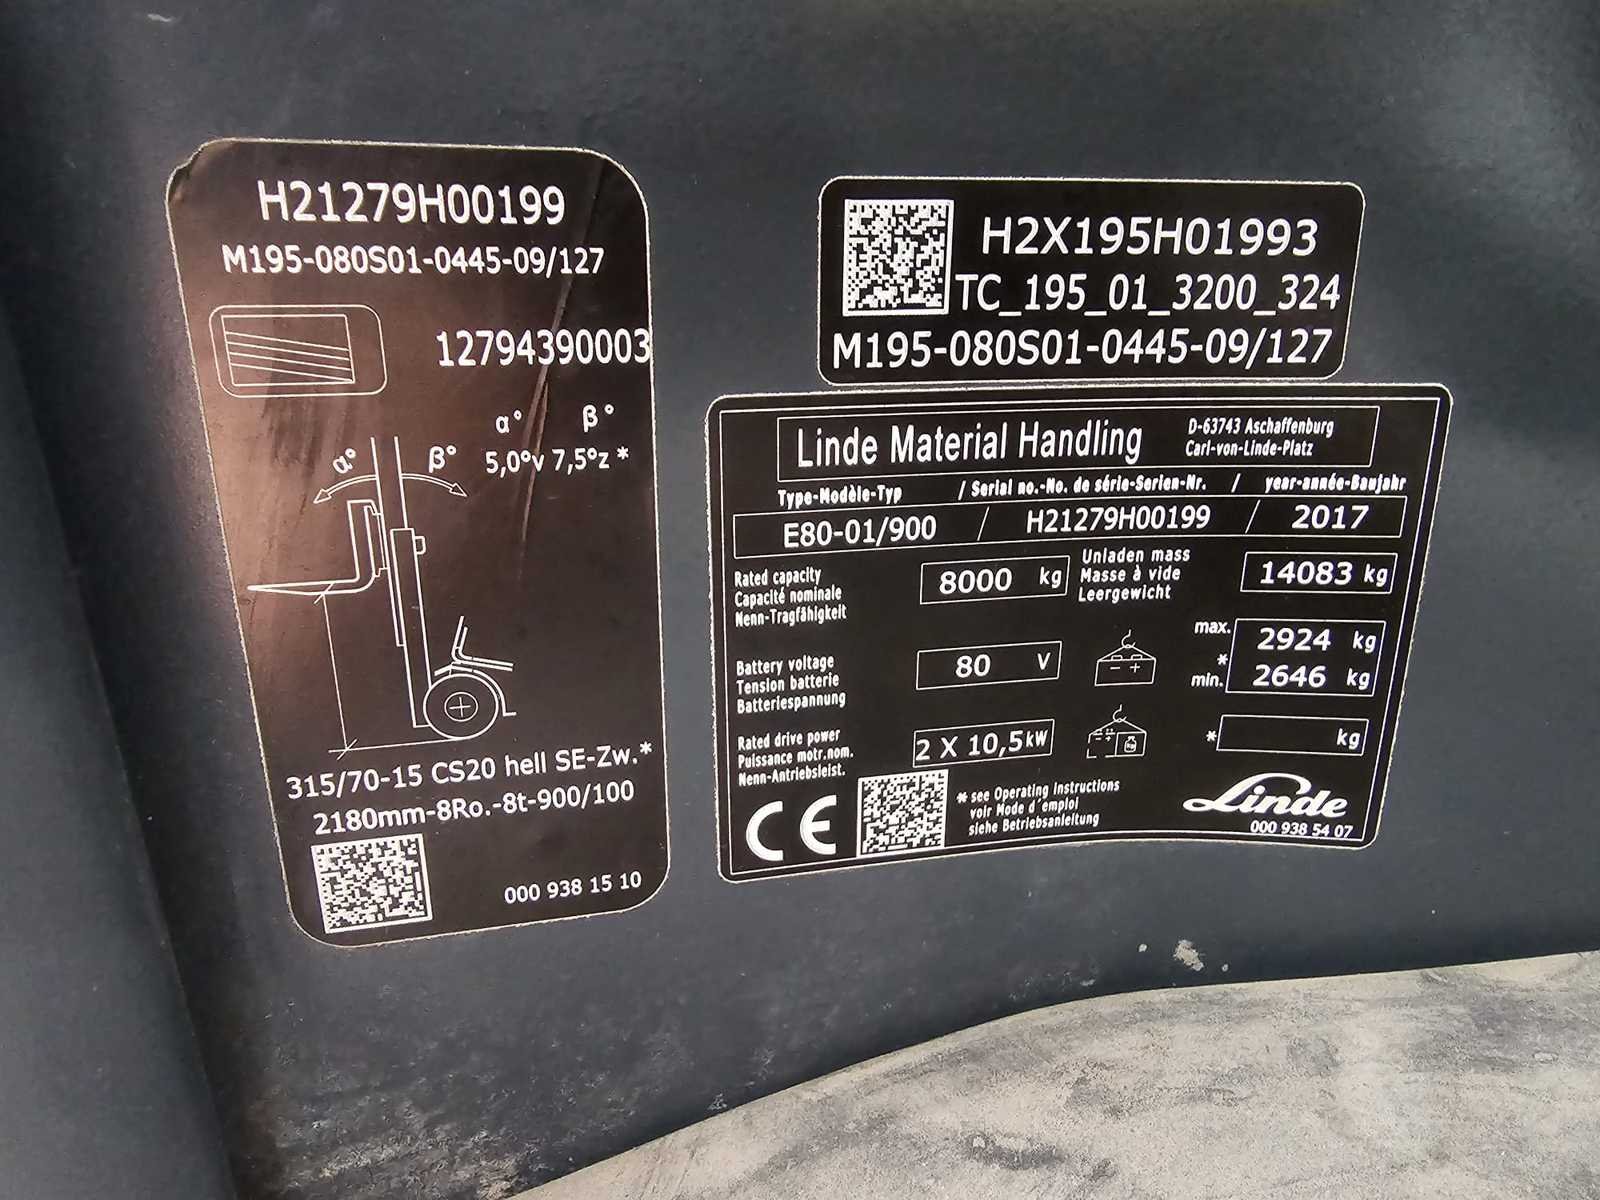 H21279H00199
M195-080S01-0445-09/127
12794390003
α° β°
α° β° 5,0°v 7,5°z *
315/70-15 CS20 hell SE-Zw.*
2180mm-8Ro.-8t-900/100
000 938 15 10
H2X195H01993
TC_195_01_3200_324
M195-080S01-0445-09/127
Linde Material Handling
D-63743 Aschaffenburg
Carl-von-Linde-Platz
Type-Modèle-Typ / Serial no.-No. de série-Serien-Nr. / year-année-Baujahr
E80-01/900 / H21279H00199 / 2017
Rated capacity
Capacité nominale
Nenn-Tragfähigkeit
8000 kg
Unladen mass
Masse à vide
Leergewicht
14083 kg
Battery voltage
Tension batterie
Batteriespannung
80 V
- +
max. 2924 kg
*
min. 2646 kg
Rated drive power
Puissance motr.nom.
Nenn-Antriebsleist.
2 X 10,5 kW
kg
* kg
CE
* see Operating Instructions
voir Mode d'emploi
siehe Betriebsanleitung
Linde
000 938 54 07